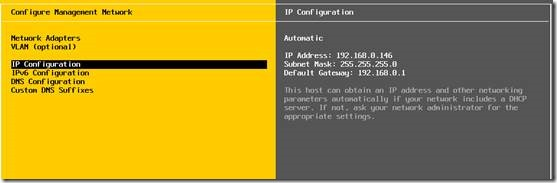 Configure Management Network
Network Adapters
VLAN (optional)
IP Configuration
IPv6 Configuration
DNS Configuration
Custom DNS Suffixes
IP Configuration
Automatic
IP Address: 192.168.0.146
Subnet Mask: 255.255.255.0
Default Gateway: 192.168.0.1
This host can obtain an IP address and other networking
parameters automatically if your network includes a DHCP
server. If not, ask your network administrator for the
appropriate settings.